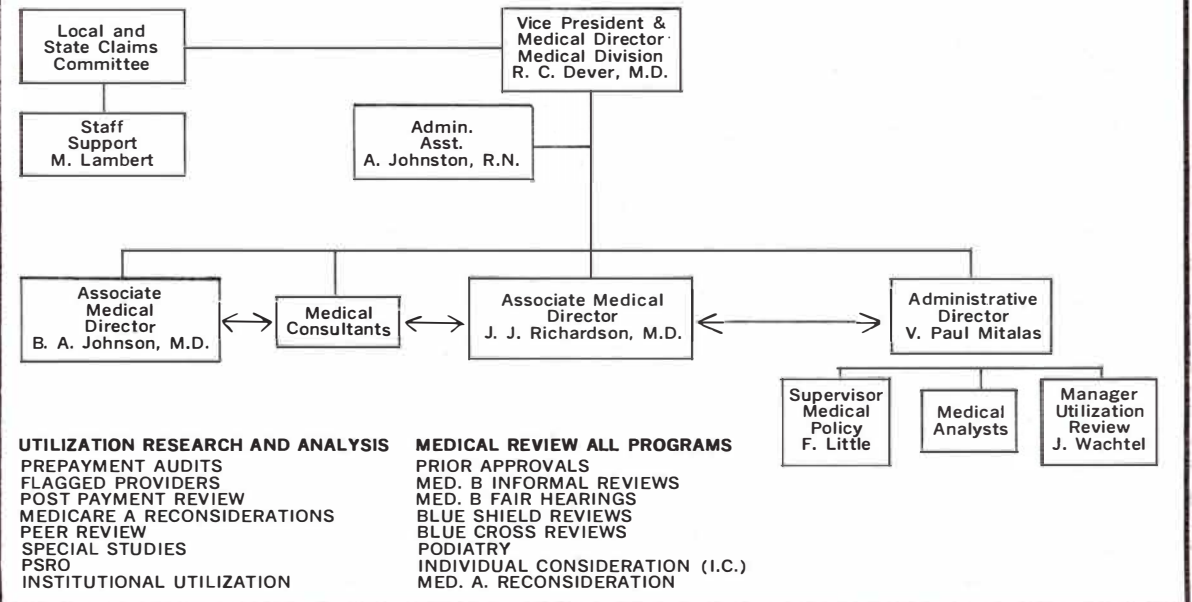 Local and
State Claims
Committee
Vice President &
Medical Director
Medical Division
R. C. Dever, M.D.
Staff
Support
M. Lambert
Admin.
Asst.
A. Johnston, R.N.
Associate
Medical
Director
B. A. Johnson, M.D.
Medical
Consultants
Associate Medical
Director
J. J. Richardson, M.D.
Administrative
Director
V. Paul Mitalas
Supervisor
Medical
Policy
F. Little
Medical
Analysts
Manager
Utilization
Review
J. Wachtel
UTILIZATION RESEARCH AND ANALYSIS
PREPAYMENT AUDITS
FLAGGED PROVIDERS
POST PAYMENT REVIEW
MEDICARE A RECONSIDERATIONS
PEER REVIEW
SPECIAL STUDIES
PSRO
INSTITUTIONAL UTILIZATION
MEDICAL REVIEW ALL PROGRAMS
PRIOR APPROVALS
MED. B INFORMAL REVIEWS
MED. B FAIR HEARINGS
BLUE SHIELD REVIEWS
BLUE CROSS REVIEWS
PODIATRY
INDIVIDUAL CONSIDERATION (I.C.)
MED. A. RECONSIDERATION